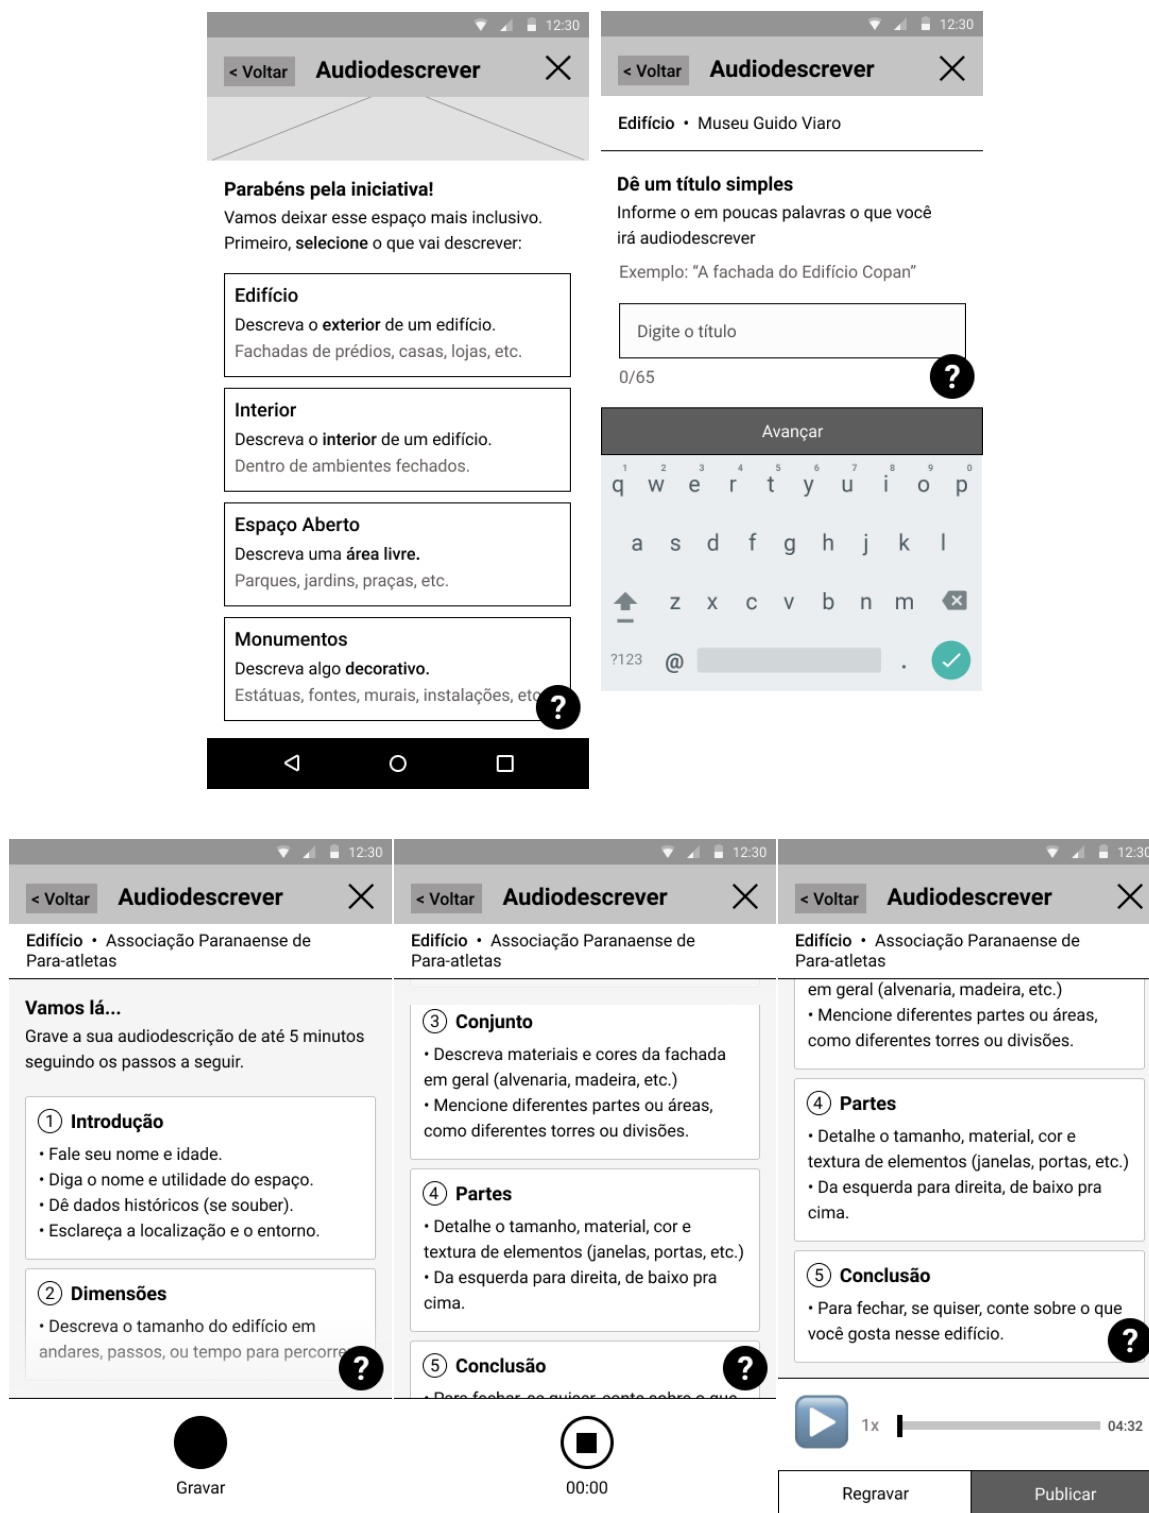 12:30
< Voltar Audiodescrever
Parabéns pela iniciativa!
Vamos deixar esse espaço mais inclusivo.
Primeiro, selecione o que vai descrever:
Edifício
Descreva o exterior de um edifício.
Fachadas de prédios, casas, lojas, etc.
Interior
Descreva o interior de um edifício.
Dentro de ambientes fechados.
Espaço Aberto
Descreva uma área livre.
Parques, jardins, praças, etc.
Monumentos
Descreva algo decorativo.
Estátuas, fontes, murais, instalações, etc
?
12:30
< Voltar Audiodescrever
Edifício • Museu Guido Viaro
Dê um título simples
Informe o em poucas palavras o que você
irá audiodescrever
Exemplo: “A fachada do Edifício Copan”
Digite o título
0/65
?
Avançar
1 2 3 4 5 6 7 8 9 0
q w e r t y u i o p
a s d f g h j k l
z x c v b n m
?123 @ .
12:30
< Voltar Audiodescrever
Edifício • Associação Paranaense de
Para-atletas
Vamos lá...
Grave a sua audiodescrição de até 5 minutos
seguindo os passos a seguir.
1 Introdução
• Fale seu nome e idade.
• Diga o nome e utilidade do espaço.
• Dê dados históricos (se souber).
• Esclareça a localização e o entorno.
2 Dimensões
• Descreva o tamanho do edifício em
andares, passos, ou tempo para percorre
?
Gravar
12:30
< Voltar Audiodescrever
Edifício • Associação Paranaense de
Para-atletas
3 Conjunto
• Descreva materiais e cores da fachada
em geral (alvenaria, madeira, etc.)
• Mencione diferentes partes ou áreas,
como diferentes torres ou divisões.
4 Partes
• Detalhe o tamanho, material, cor e
textura de elementos (janelas, portas, etc.)
• Da esquerda para direita, de baixo pra
cima.
5 Conclusão
• Para fechar, se quiser, conte sobre o que
?
00:00
12:30
< Voltar Audiodescrever
Edifício • Associação Paranaense de
Para-atletas
em geral (alvenaria, madeira, etc.)
• Mencione diferentes partes ou áreas,
como diferentes torres ou divisões.
4 Partes
• Detalhe o tamanho, material, cor e
textura de elementos (janelas, portas, etc.)
• Da esquerda para direita, de baixo pra
cima.
5 Conclusão
• Para fechar, se quiser, conte sobre o que
você gosta nesse edifício.
?
1x 04:32
Regravar Publicar